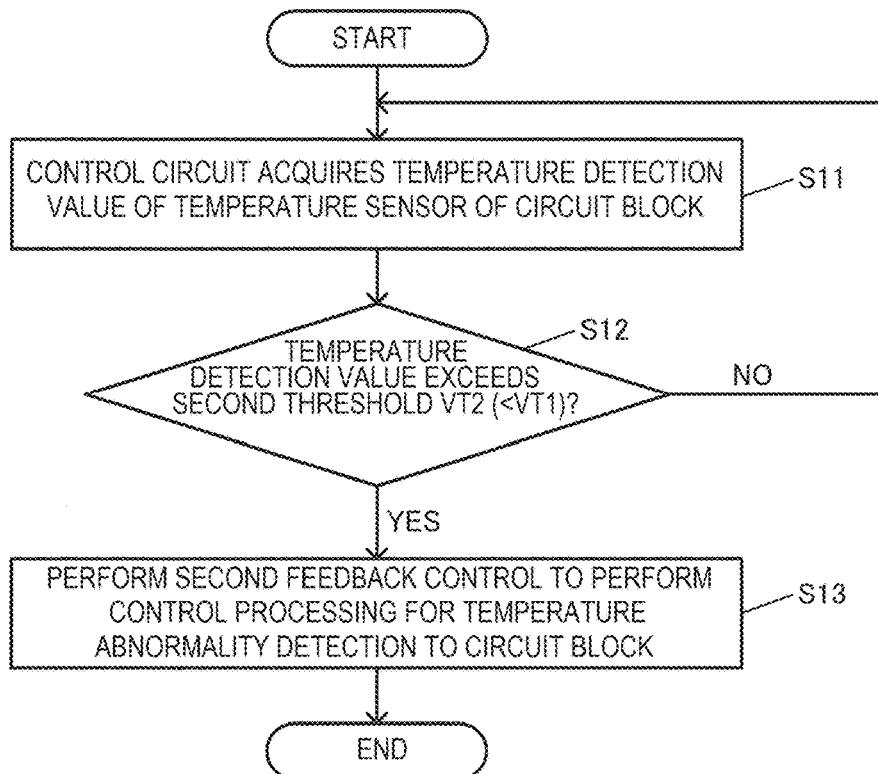 START
CONTROL CIRCUIT ACQUIRES TEMPERATURE DETECTION
VALUE OF TEMPERATURE SENSOR OF CIRCUIT BLOCK
S11
S12
TEMPERATURE
DETECTION VALUE EXCEEDS
SECOND THRESHOLD VT2 (<VT1)?
NO
YES
PERFORM SECOND FEEDBACK CONTROL TO PERFORM
CONTROL PROCESSING FOR TEMPERATURE
ABNORMALITY DETECTION TO CIRCUIT BLOCK
S13
END